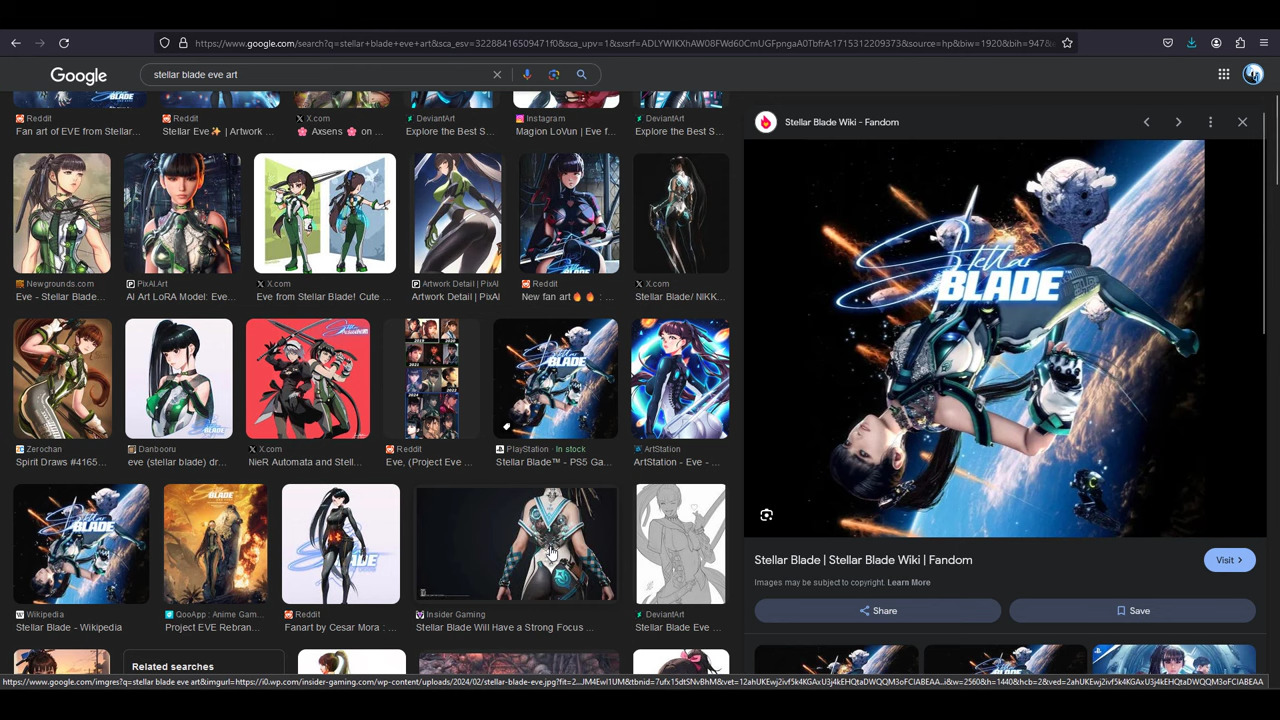 https://www.google.com/search?q=stellar+blade+eve+art&sca_esv=32288416509471f0&sca_upv=1&sxsrf=ADLYWIKXhAW08FWd60CmUGFpngaA0TbfrA:1715312209373&source=hp&biw=1920&bih=947&
Google
stellar blade eve art
Reddit
Fan art of EVE from Stellar...
Reddit
Stellar Eve✨ | Artwork ...
X.com
🌸 Axsens 🌸 on ...
DeviantArt
Explore the Best S...
Instagram
Magion LoVun | Eve f...
DeviantArt
Explore the Best S...
Stellar Blade Wiki - Fandom
Stellar
BLADE™
Newgrounds.com
Eve - Stellar Blade...
PixAI.Art
AI Art LoRA Model: Eve...
X.com
Eve from Stellar Blade! Cute ...
Artwork Detail | PixAI
Artwork Detail | PixAI
Reddit
New fan art🔥🔥 : ...
X.com
Stellar Blade/ NIKK...
Zerochan
Spirit Draws #4165...
Danbooru
eve (stellar blade) dr...
X.com
NieR Automata and Stell...
Reddit
Eve, (Project Eve ...
PlayStation · In stock
Stellar Blade™ - PS5 Ga...
ArtStation
ArtStation - Eve - ...
Wikipedia
Stellar Blade - Wikipedia
QooApp : Anime Gam...
Project EVE Rebran...
Reddit
Fanart by Cesar Mora : ...
Insider Gaming
Stellar Blade Will Have a Strong Focus ...
DeviantArt
Stellar Blade Eve ...
Stellar Blade | Stellar Blade Wiki | Fandom
Visit
Images may be subject to copyright. Learn More
Share
Save
Related searches